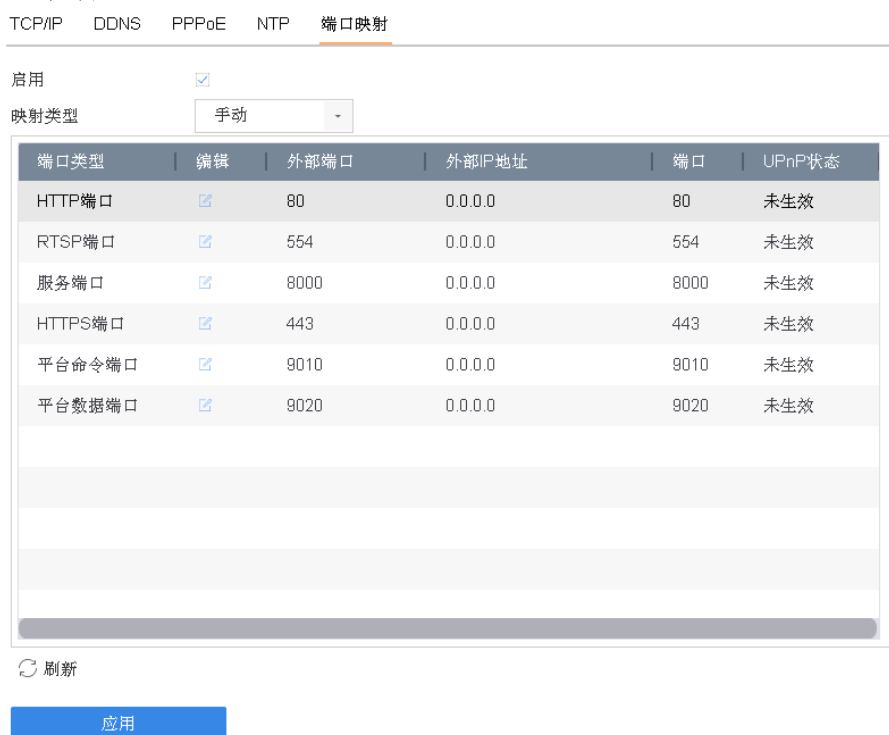 TCP/IP DDNS PPPoE NTP 端口映射
启用
映射类型 手动
端口类型 编辑 外部端口 外部IP地址 端口 UPnP状态
HTTP端口 80 0.0.0.0 80 未生效
RTSP端口 554 0.0.0.0 554 未生效
服务端口 8000 0.0.0.0 8000 未生效
HTTPS端口 443 0.0.0.0 443 未生效
平台命令端口 9010 0.0.0.0 9010 未生效
平台数据端口 9020 0.0.0.0 9020 未生效
刷新
应用